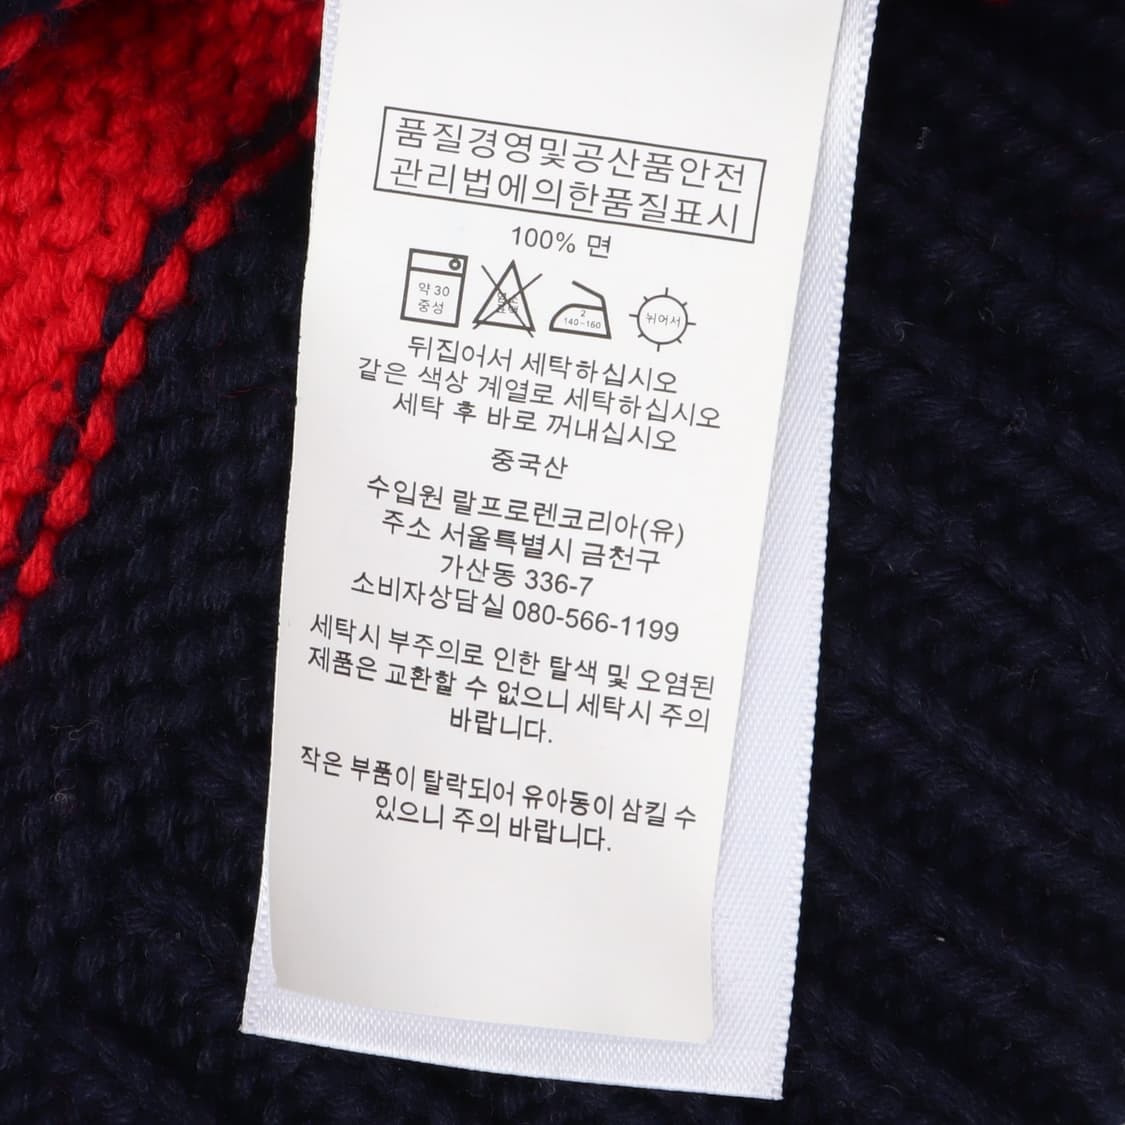 품질경영및공산품안전
관리법에의한품질표시
100% 면
약 30
중성
2
140~160
뉘어서
뒤집어서 세탁하십시오
같은 색상 계열로 세탁하십시오
세탁 후 바로 꺼내십시오
중국산
수입원 랄프로렌코리아(유)
주소 서울특별시 금천구
가산동 336-7
소비자상담실 080-566-1199
세탁시 부주의로 인한 탈색 및 오염된
제품은 교환할 수 없으니 세탁시 주의
바랍니다.
작은 부품이 탈락되어 유아동이 삼킬 수
있으니 주의 바랍니다.